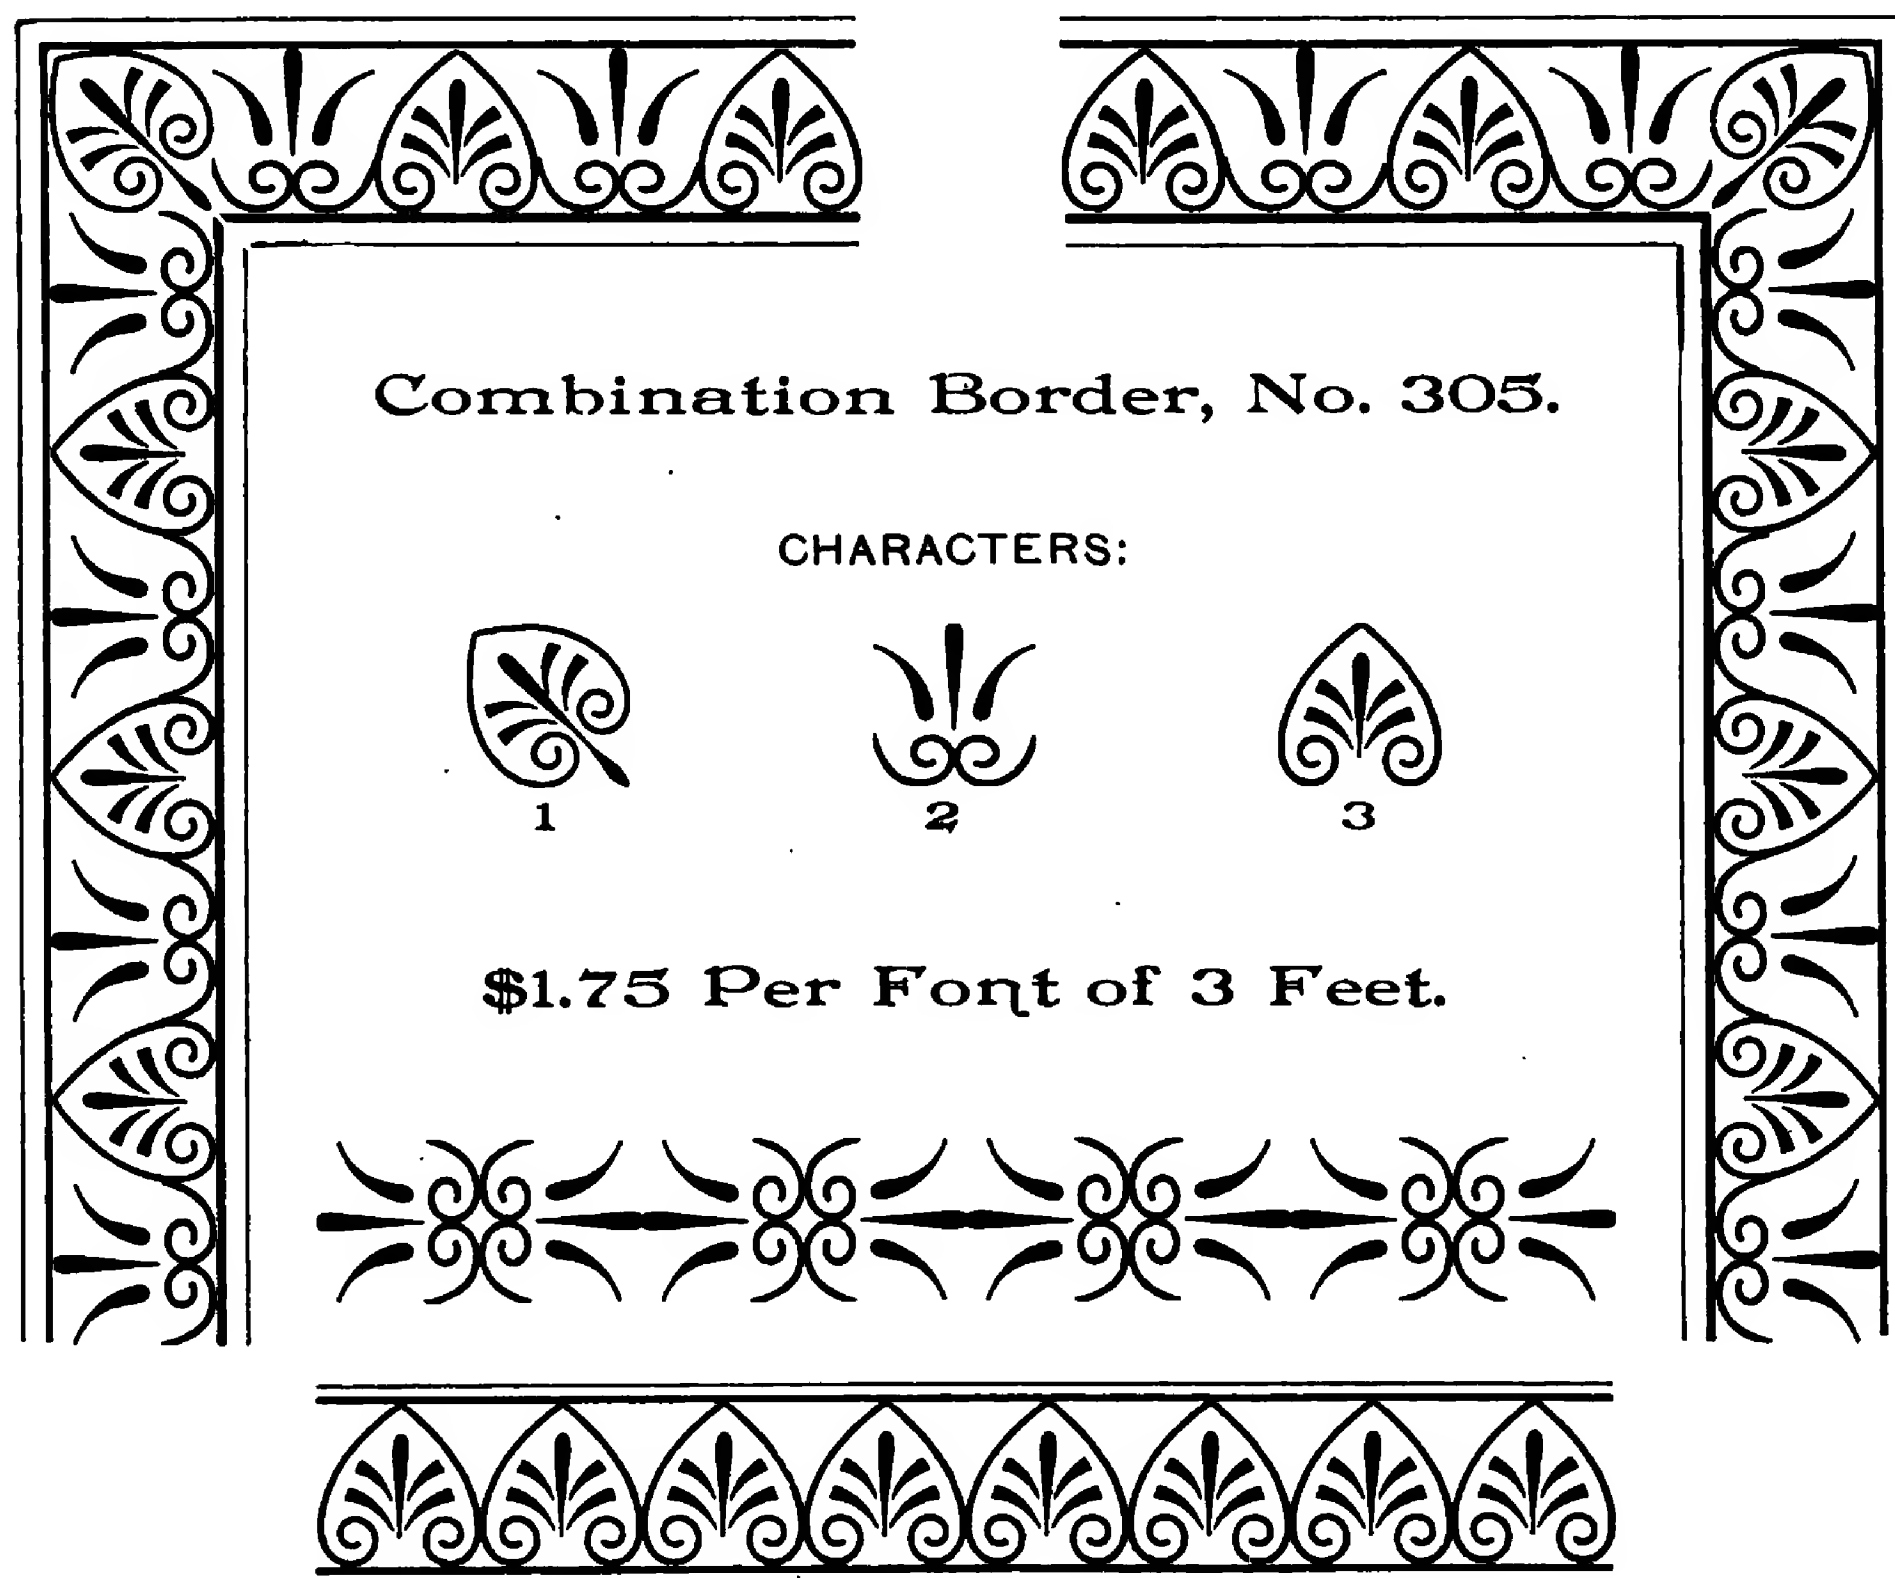 Combination Border, No. 305.
CHARACTERS:
1 2 3
$1.75 Per Font of 3 Feet.